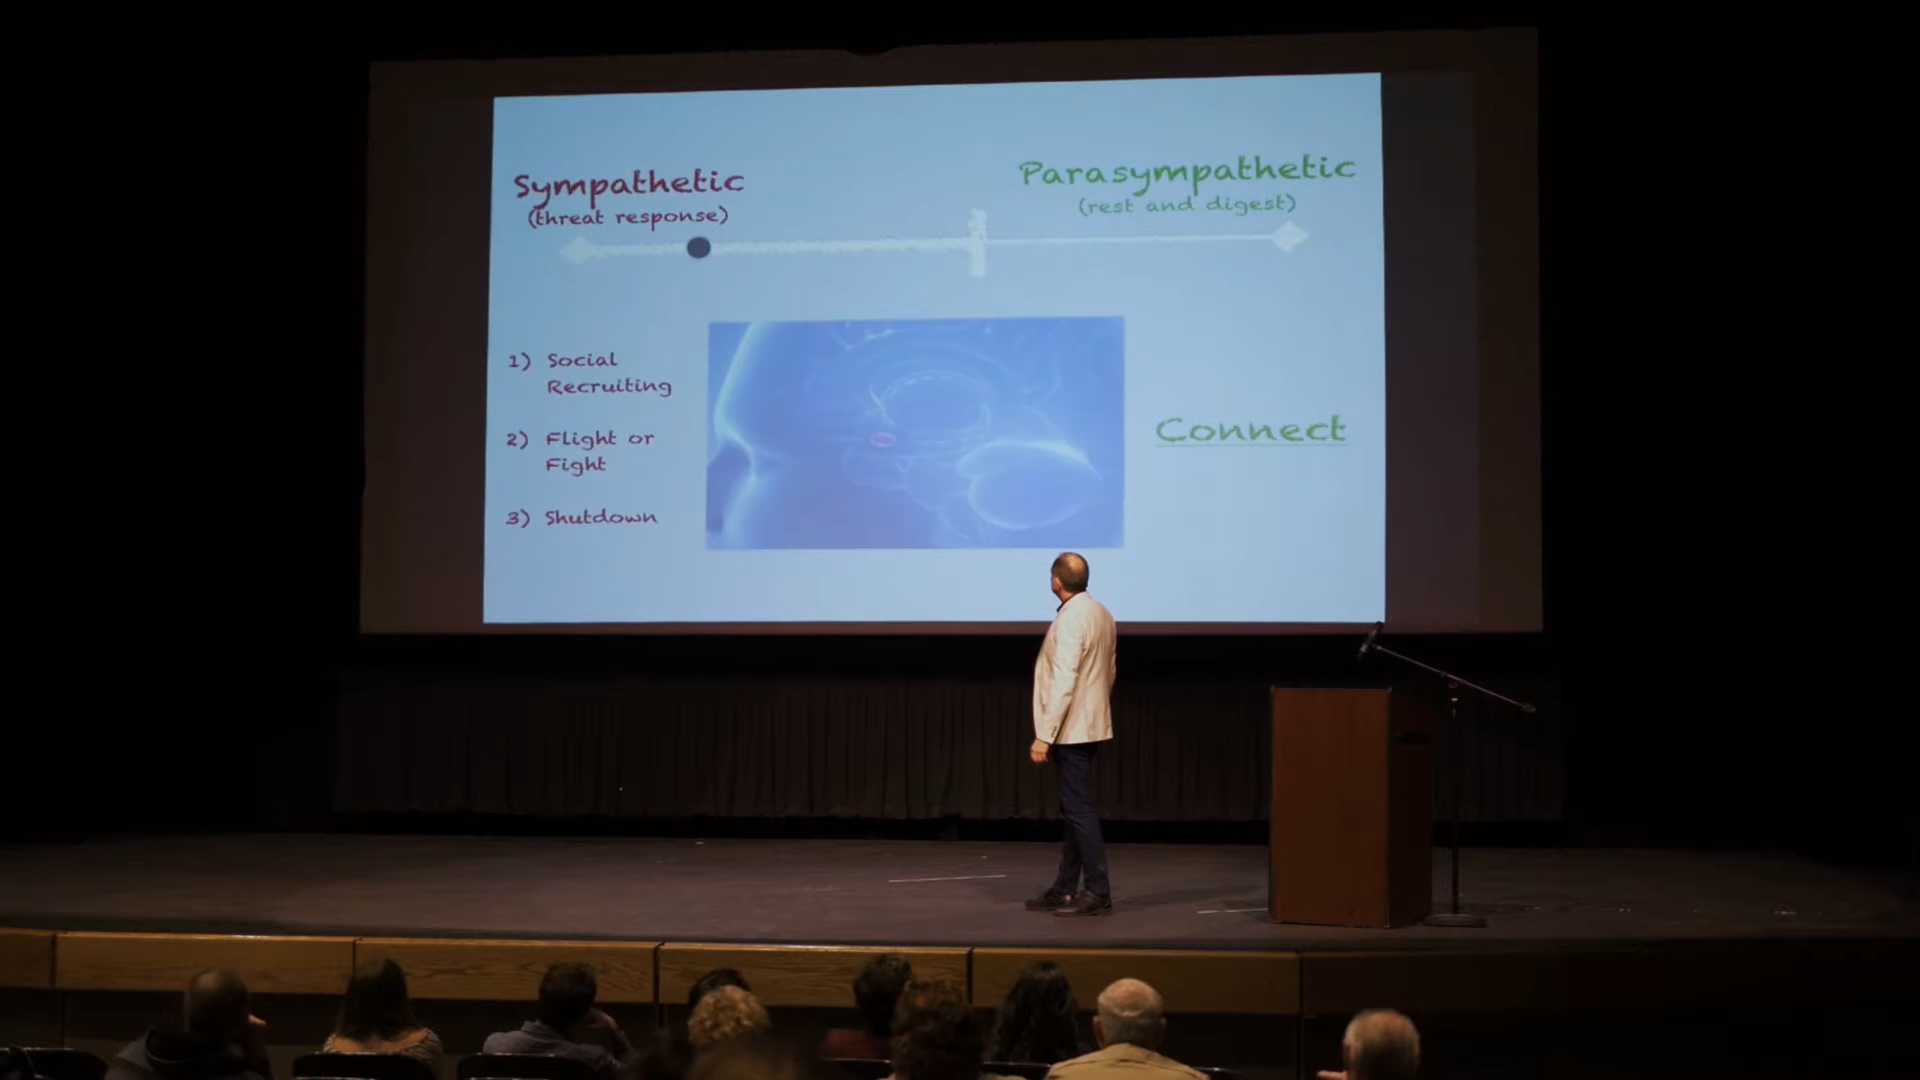 Sympathetic
(threat response)
Parasympathetic
(rest and digest)
1) Social
Recruiting
2) Flight or
Fight
3) Shutdown
Connect